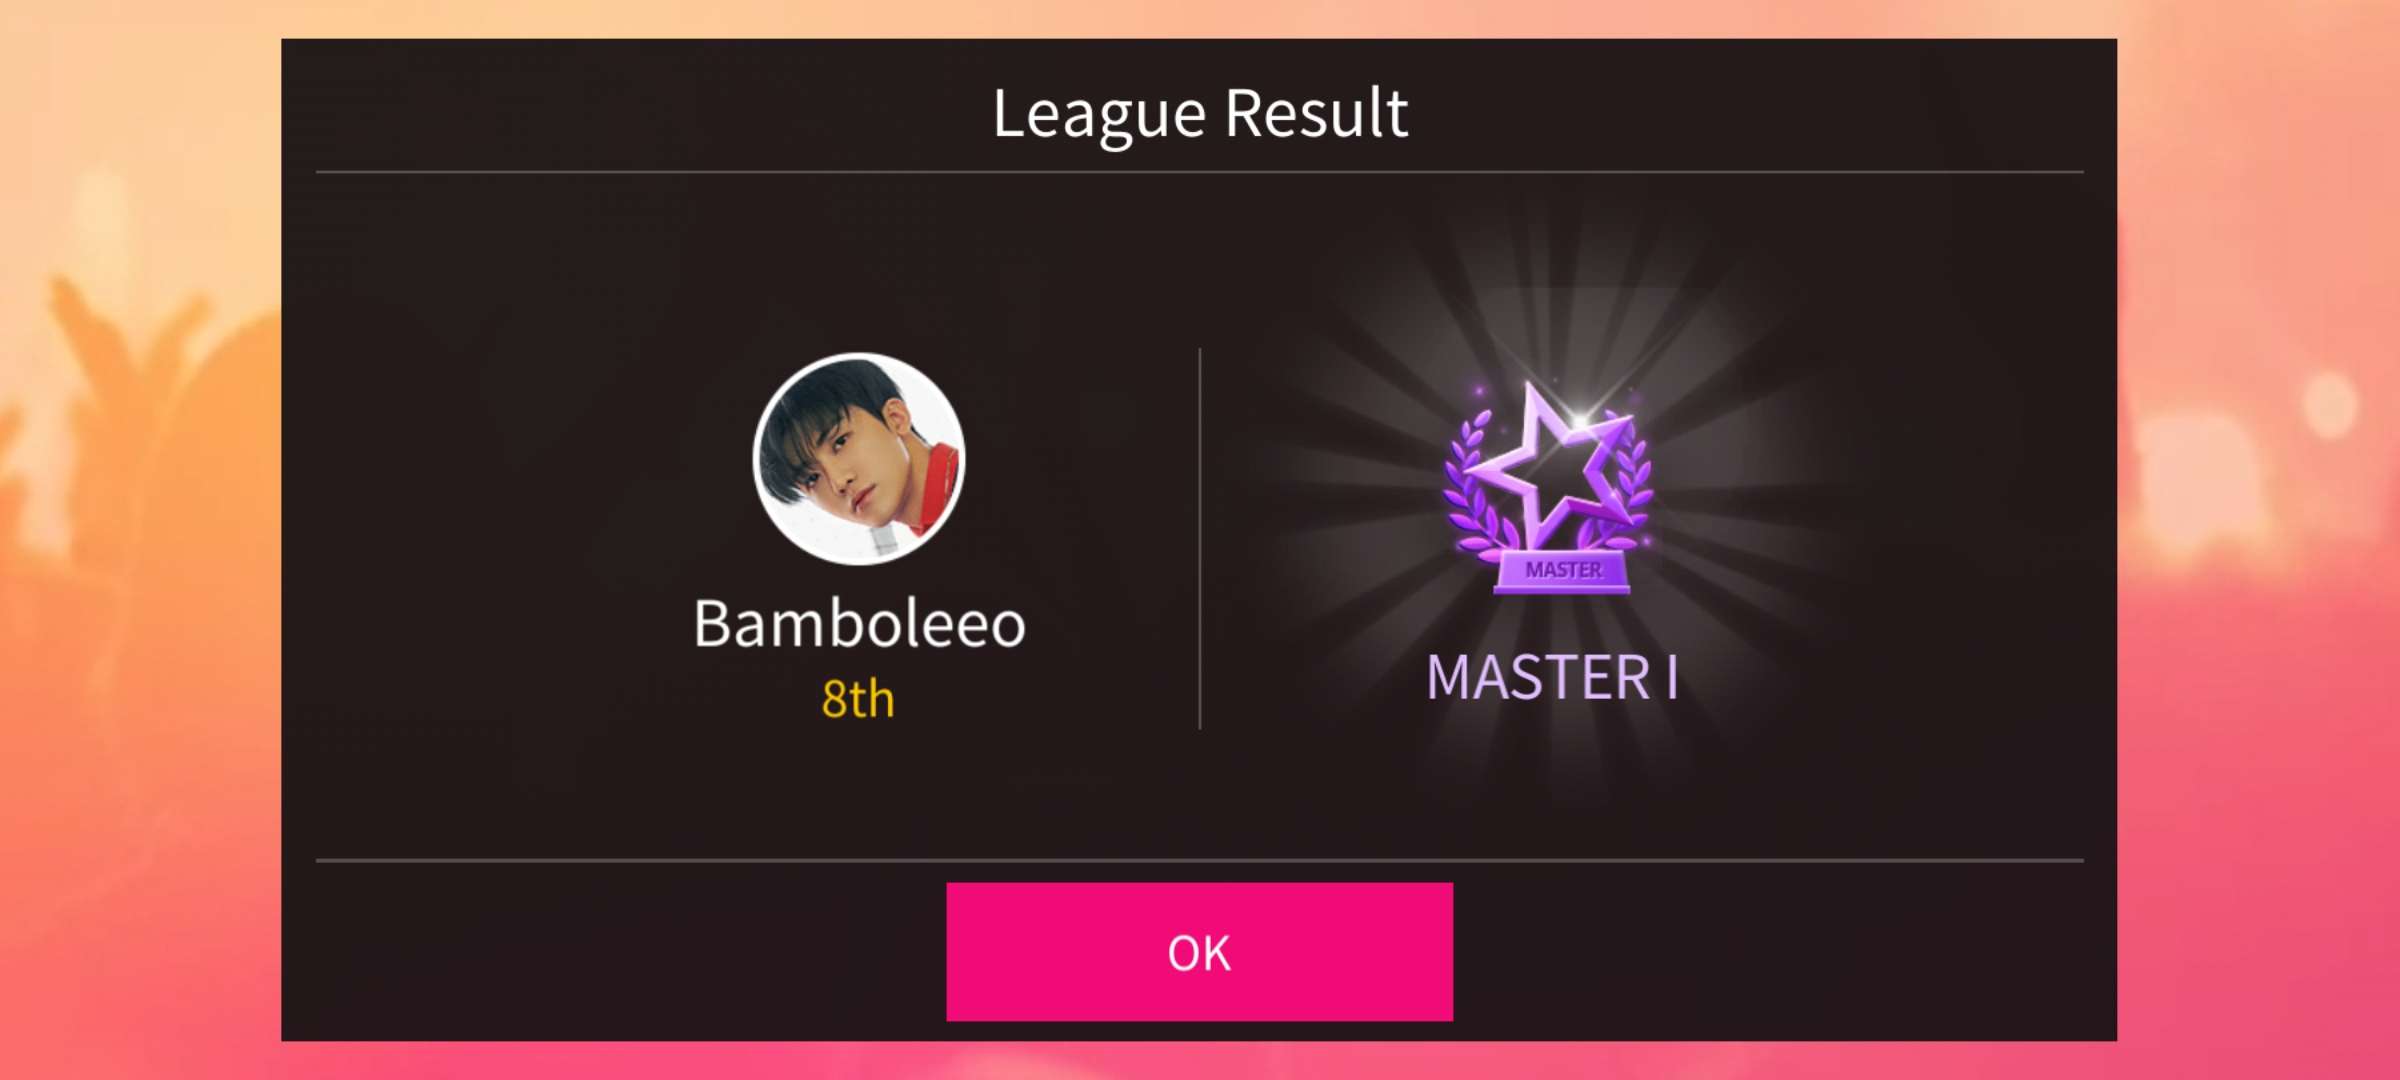 League Result
Bamboleeo
8th
MASTER
MASTER I
OK